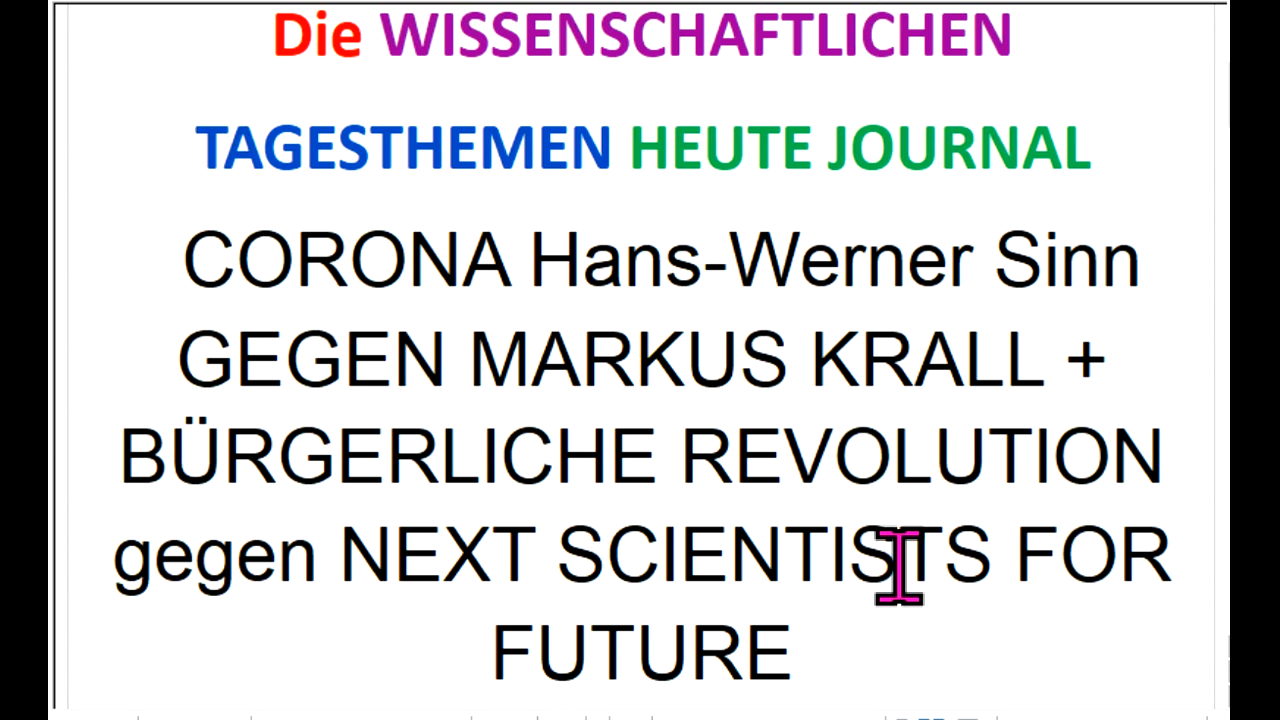 Die WISSENSCHAFTLICHEN
TAGESTHEMEN HEUTE JOURNAL
CORONA Hans-Werner Sinn
GEGEN MARKUS KRALL +
BÜRGERLICHE REVOLUTION
gegen NEXT SCIENTISTS FOR
FUTURE